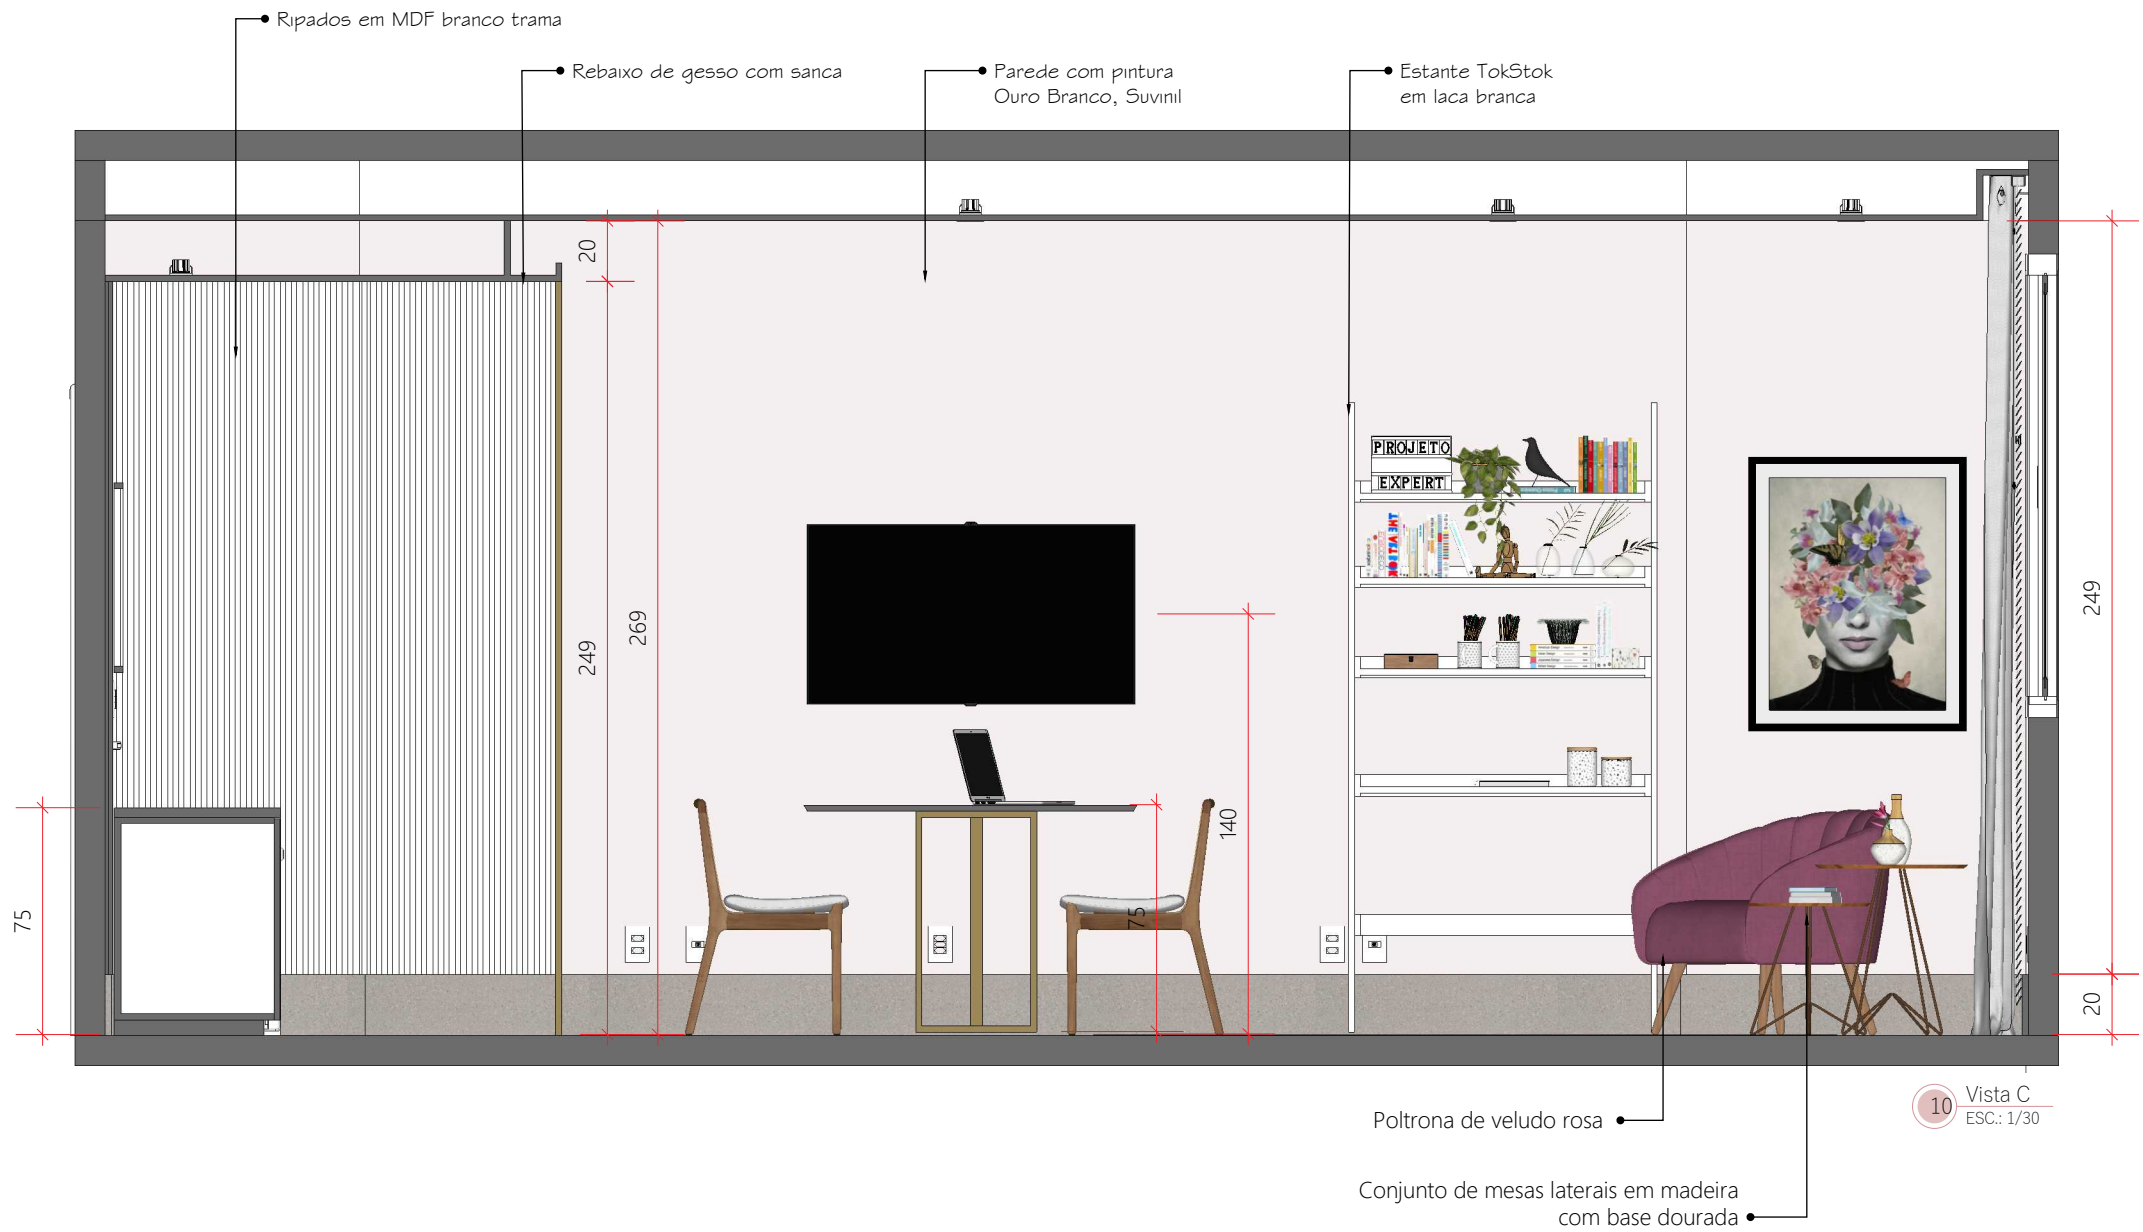 Ripados em MDF branco trama
Rebaixo de gesso com sanca
Parede com pintura
Ouro Branco, Suvinil
Estante TokStok
em laca branca
20
249
269
PROJETO
EXPERT
140
75
75
249
20
Poltrona de veludo rosa
10
Vista C
ESC.: 1/30
Conjunto de mesas laterais em madeira
com base dourada